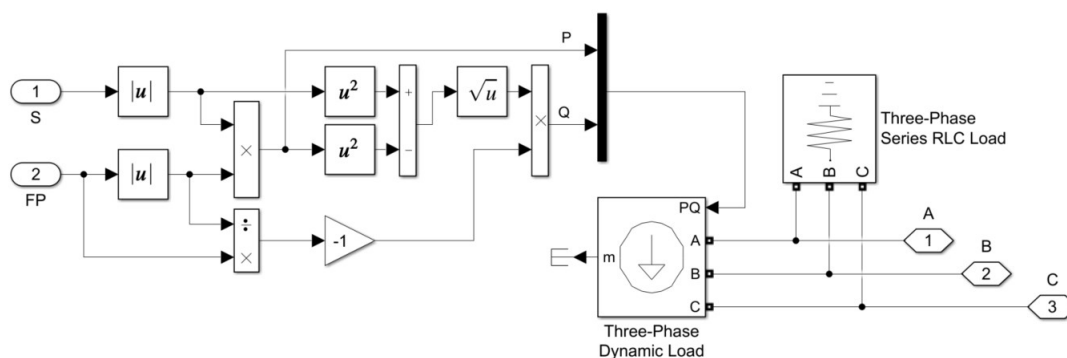 1
S
|u|
2
FP
|u|
×
÷
×
-1
u²
u²
+
−
√u
×
P
Q
Three-Phase
Series RLC Load
A
B
C
PQ
A
B
C
m
Three-Phase
Dynamic Load
A
1
B
2
C
3